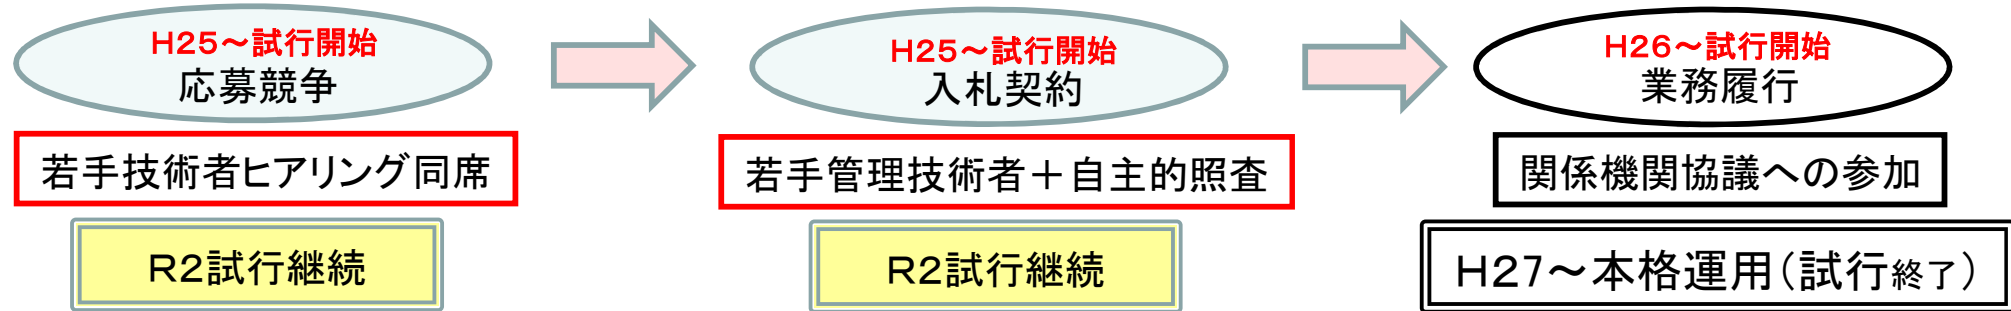 H25～試行開始
応募競争
若手技術者ヒアリング同席
R2試行継続
H25～試行開始
入札契約
若手管理技術者＋自主的照査
R2試行継続
H26～試行開始
業務履行
関係機関協議への参加
H27～本格運用（試行終了）